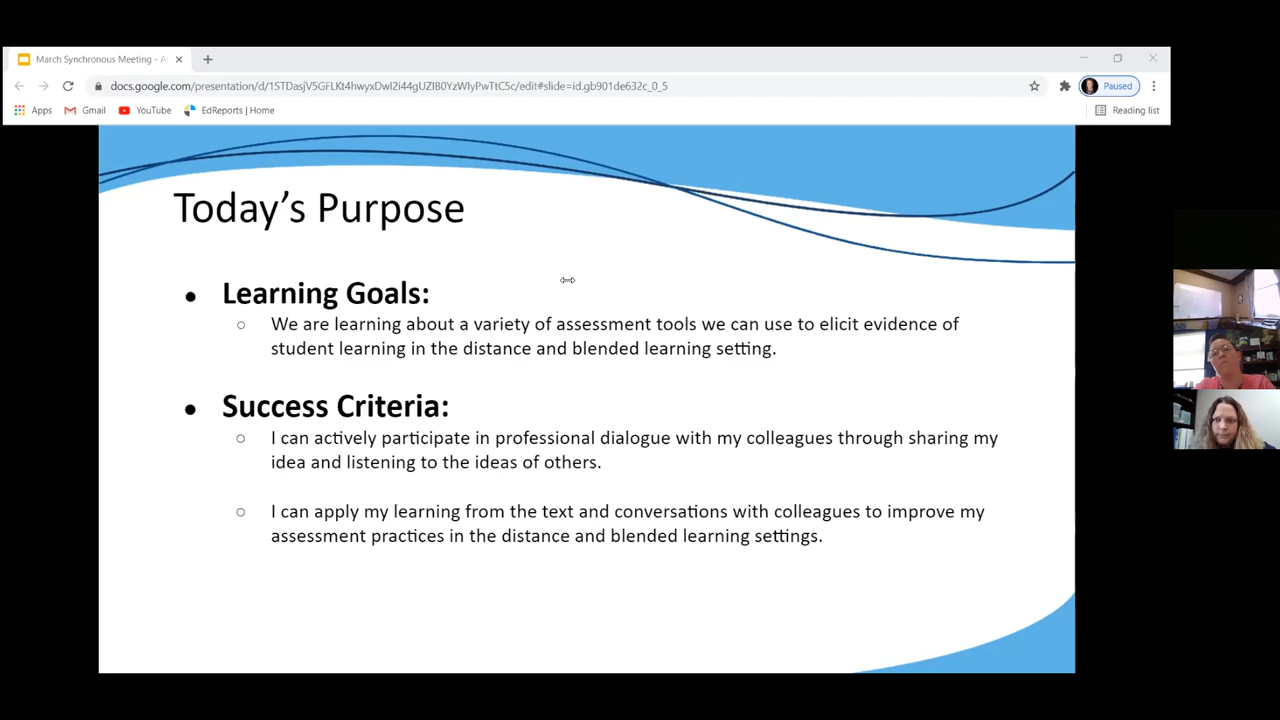 March Synchronous Meeting - A
docs.google.com/presentation/d/1STDasjV5GFLKt4hwyxDwI2i44gUZIB0YzWIyPwTtC5c/edit#slide=id.gb901de632c_0_5
Paused
Apps Gmail YouTube EdReports | Home Reading list
Today’s Purpose
● Learning Goals:
○ We are learning about a variety of assessment tools we can use to elicit evidence of
student learning in the distance and blended learning setting.
● Success Criteria:
○ I can actively participate in professional dialogue with my colleagues through sharing my
idea and listening to the ideas of others.
○ I can apply my learning from the text and conversations with colleagues to improve my
assessment practices in the distance and blended learning settings.